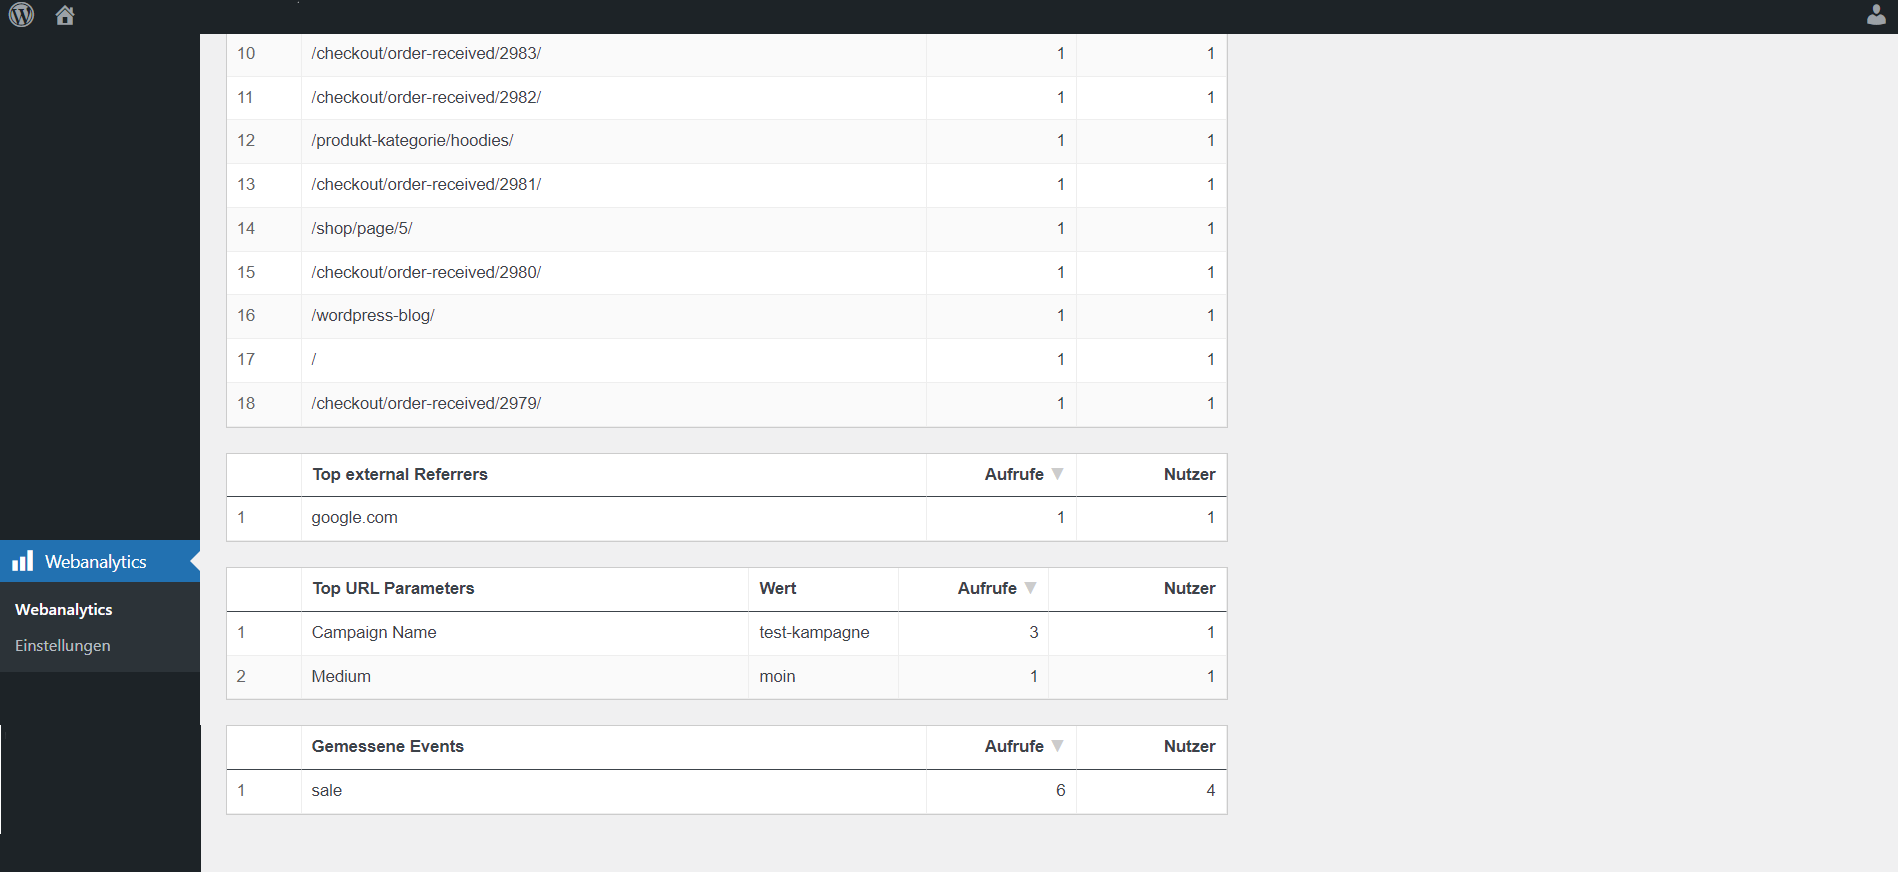 10 /checkout/order-received/2983/ 1 1
11 /checkout/order-received/2982/ 1 1
12 /produkt-kategorie/hoodies/ 1 1
13 /checkout/order-received/2981/ 1 1
14 /shop/page/5/ 1 1
15 /checkout/order-received/2980/ 1 1
16 /wordpress-blog/ 1 1
17 / 1 1
18 /checkout/order-received/2979/ 1 1
Top external Referrers Aufrufe ▼ Nutzer
1 google.com 1 1
Webanalytics
Webanalytics
Einstellungen
Top URL Parameters Wert Aufrufe ▼ Nutzer
1 Campaign Name test-kampagne 3 1
2 Medium moin 1 1
Gemessene Events Aufrufe ▼ Nutzer
1 sale 6 4